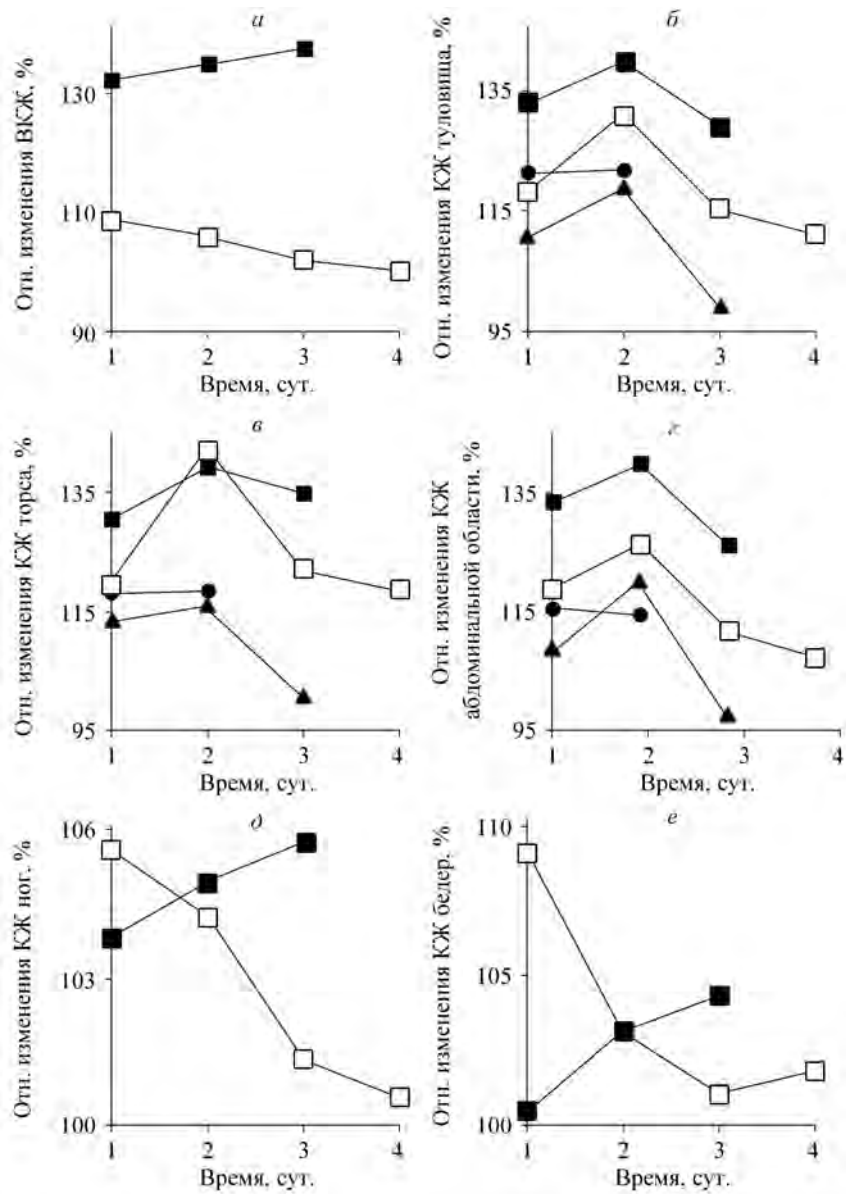 а
Отн. изменения ВКЖ, %
130
110
90
1 2 3 4
Время, сут.
б
Отн. изменения КЖ туловища, %
135
115
95
1 2 3 4
Время, сут.
в
Отн. изменения КЖ торса, %
135
115
95
1 2 3 4
Время, сут.
г
Отн. изменения КЖ
абдоминальной области, %
135
115
95
1 2 3 4
Время, сут.
д
Отн. изменения КЖ ног. %
106
103
100
1 2 3 4
Время, сут.
е
Отн. изменения КЖ бедер. %
110
105
100
1 2 3 4
Время, сут.